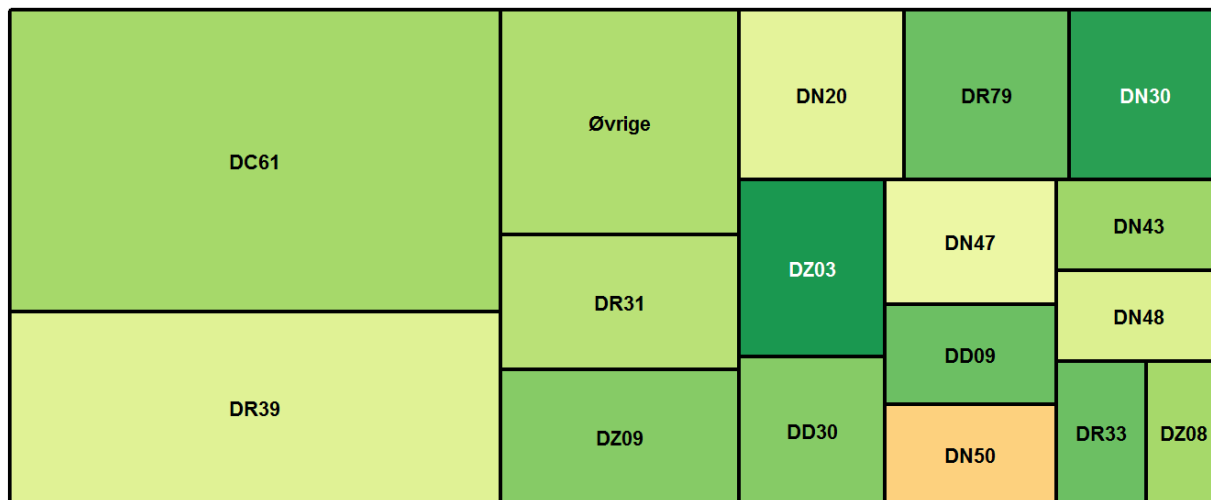 DC61
DR39
Øvrige
DR31
DZ09
DN20
DR79
DN30
DZ03
DD30
DN47
DD09
DN50
DN43
DN48
DR33
DZ08